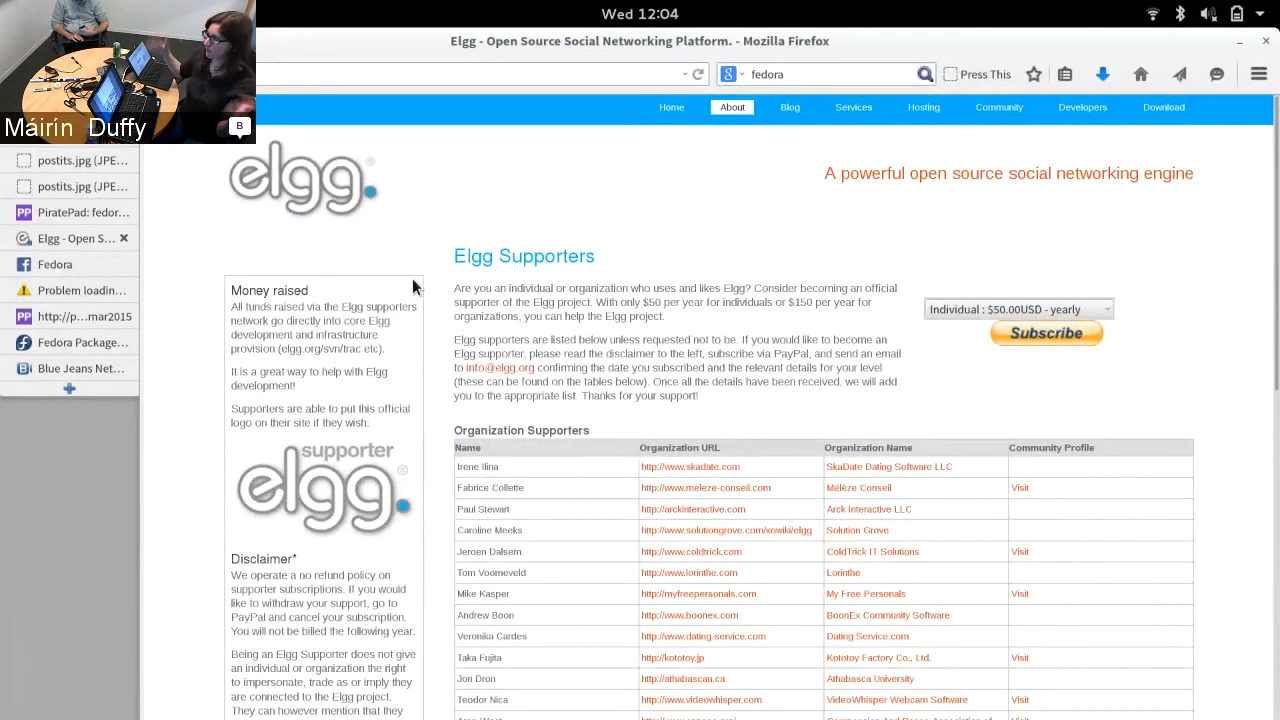 Wed 12:04
Elgg - Open Source Social Networking Platform. - Mozilla Firefox
fedora
Press This
Máirín Duffy
B
Home About Blog Services Hosting Community Developers Download
postits.jpg (JPE...
postits.jpg (JPE...
PiratePad: fedor...
Elgg - Open S...
Fedora
Problem loadin...
http://p....mar2015
Fedora Package...
Blue Jeans Net...
elgg.
A powerful open source social networking engine
Money raised
All funds raised via the Elgg supporters
network go directly into core Elgg
development and infrastructure
provision (elgg.org/svn/trac etc).
It is a great way to help with Elgg
development!
Supporters are able to put this official
logo on their site if they wish:
supporter
elgg.
Disclaimer*
We operate a no refund policy on
supporter subscriptions. If you would
like to withdraw your support, go to
PayPal and cancel your subscription.
You will not be billed the following year.
Being an Elgg Supporter does not give
an individual or organization the right
to impersonate, trade as or imply they
are connected to the Elgg project.
They can however mention that they
Elgg Supporters
Are you an individual or organization who uses and likes Elgg? Consider becoming an official
supporter of the Elgg project. With only $50 per year for individuals or $150 per year for
organizations, you can help the Elgg project.
Elgg supporters are listed below unless requested not to be. If you would like to become an
Elgg supporter, please read the disclaimer to the left, subscribe via PayPal, and send an email
to info@elgg.org confirming the date you subscribed and the relevant details for your level
(these can be found on the tables below). Once all the details have been received, we will add
you to the appropriate list. Thanks for your support!
Individual : $50.00USD - yearly
Subscribe
Organization Supporters
Name Organization URL Organization Name Community Profile
Irene Ilina http://www.skadate.com SkaDate Dating Software LLC
Fabrice Collette http://www.meleze-conseil.com Mélèze Conseil Visit
Paul Stewart http://arckinteractive.com Arck Interactive LLC
Caroline Meeks http://www.solutiongrove.com/xowiki/elgg Solution Grove
Jeroen Dalsem http://www.coldtrick.com ColdTrick IT Solutions Visit
Tom Voorneveld http://www.lorinthe.com Lorinthe
Mike Kasper http://myfreepersonals.com My Free Personals Visit
Andrew Boon http://www.boonex.com BoonEx Community Software
Veronika Cardes http://www.dating-service.com Dating Service.com
Taka Fujita http://kototoy.jp Kototoy Factory Co., Ltd. Visit
Jon Dron http://athabascau.ca Athabasca University
Teodor Nica http://www.videowhisper.com VideoWhisper Webcam Software Visit